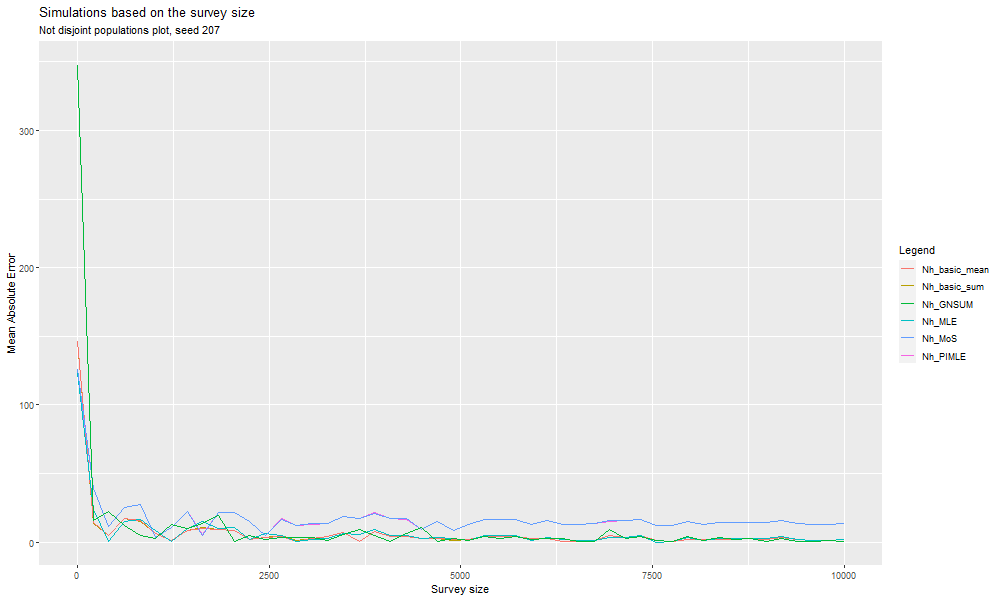 Simulations based on the survey size
Not disjoint populations plot, seed 207
Mean Absolute Error
300
200
100
0
0
2500
5000
7500
10000
Survey size
Legend
Nh_basic_mean
Nh_basic_sum
Nh_GNSUM
Nh_MLE
Nh_MoS
Nh_PIMLE